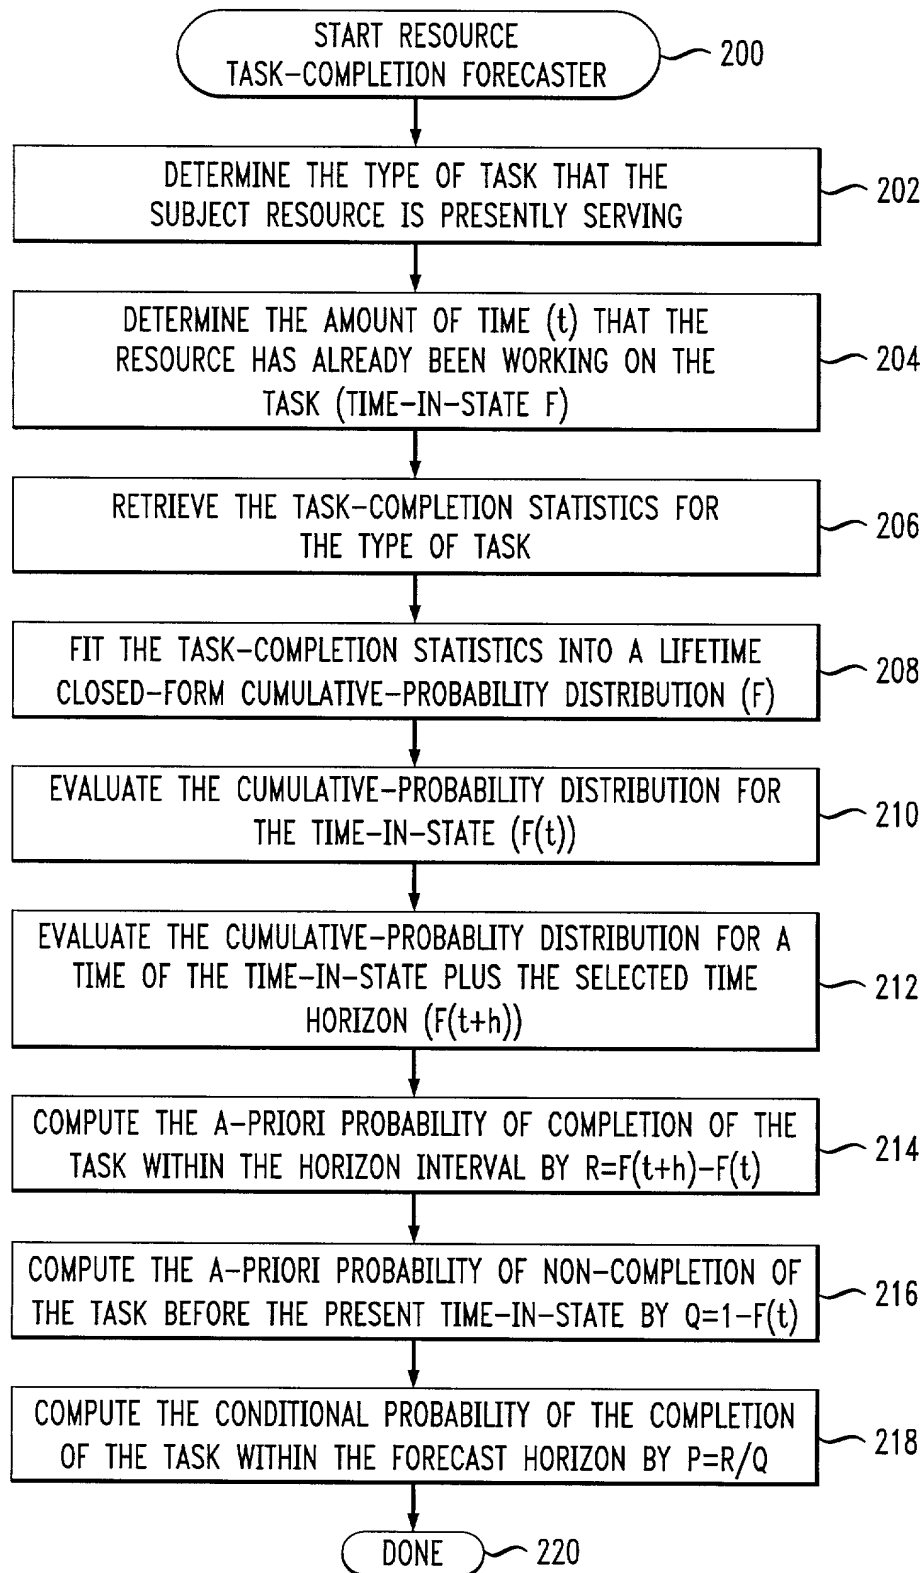 START RESOURCE
TASK-COMPLETION FORECASTER
200
DETERMINE THE TYPE OF TASK THAT THE
SUBJECT RESOURCE IS PRESENTLY SERVING
202
DETERMINE THE AMOUNT OF TIME (t) THAT THE
RESOURCE HAS ALREADY BEEN WORKING ON THE
TASK (TIME-IN-STATE F)
204
RETRIEVE THE TASK-COMPLETION STATISTICS FOR
THE TYPE OF TASK
206
FIT THE TASK-COMPLETION STATISTICS INTO A LIFETIME
CLOSED-FORM CUMULATIVE-PROBABILITY DISTRIBUTION (F)
208
EVALUATE THE CUMULATIVE-PROBABILITY DISTRIBUTION FOR
THE TIME-IN-STATE (F(t))
210
EVALUATE THE CUMULATIVE-PROBABLITY DISTRIBUTION FOR A
TIME OF THE TIME-IN-STATE PLUS THE SELECTED TIME
HORIZON (F(t+h))
212
COMPUTE THE A-PRIORI PROBABILITY OF COMPLETION OF THE
TASK WITHIN THE HORIZON INTERVAL BY R=F(t+h)-F(t)
214
COMPUTE THE A-PRIORI PROBABILITY OF NON-COMPLETION OF
THE TASK BEFORE THE PRESENT TIME-IN-STATE BY Q=1-F(t)
216
COMPUTE THE CONDITIONAL PROBABILITY OF THE COMPLETION
OF THE TASK WITHIN THE FORECAST HORIZON BY P=R/Q
218
DONE
220